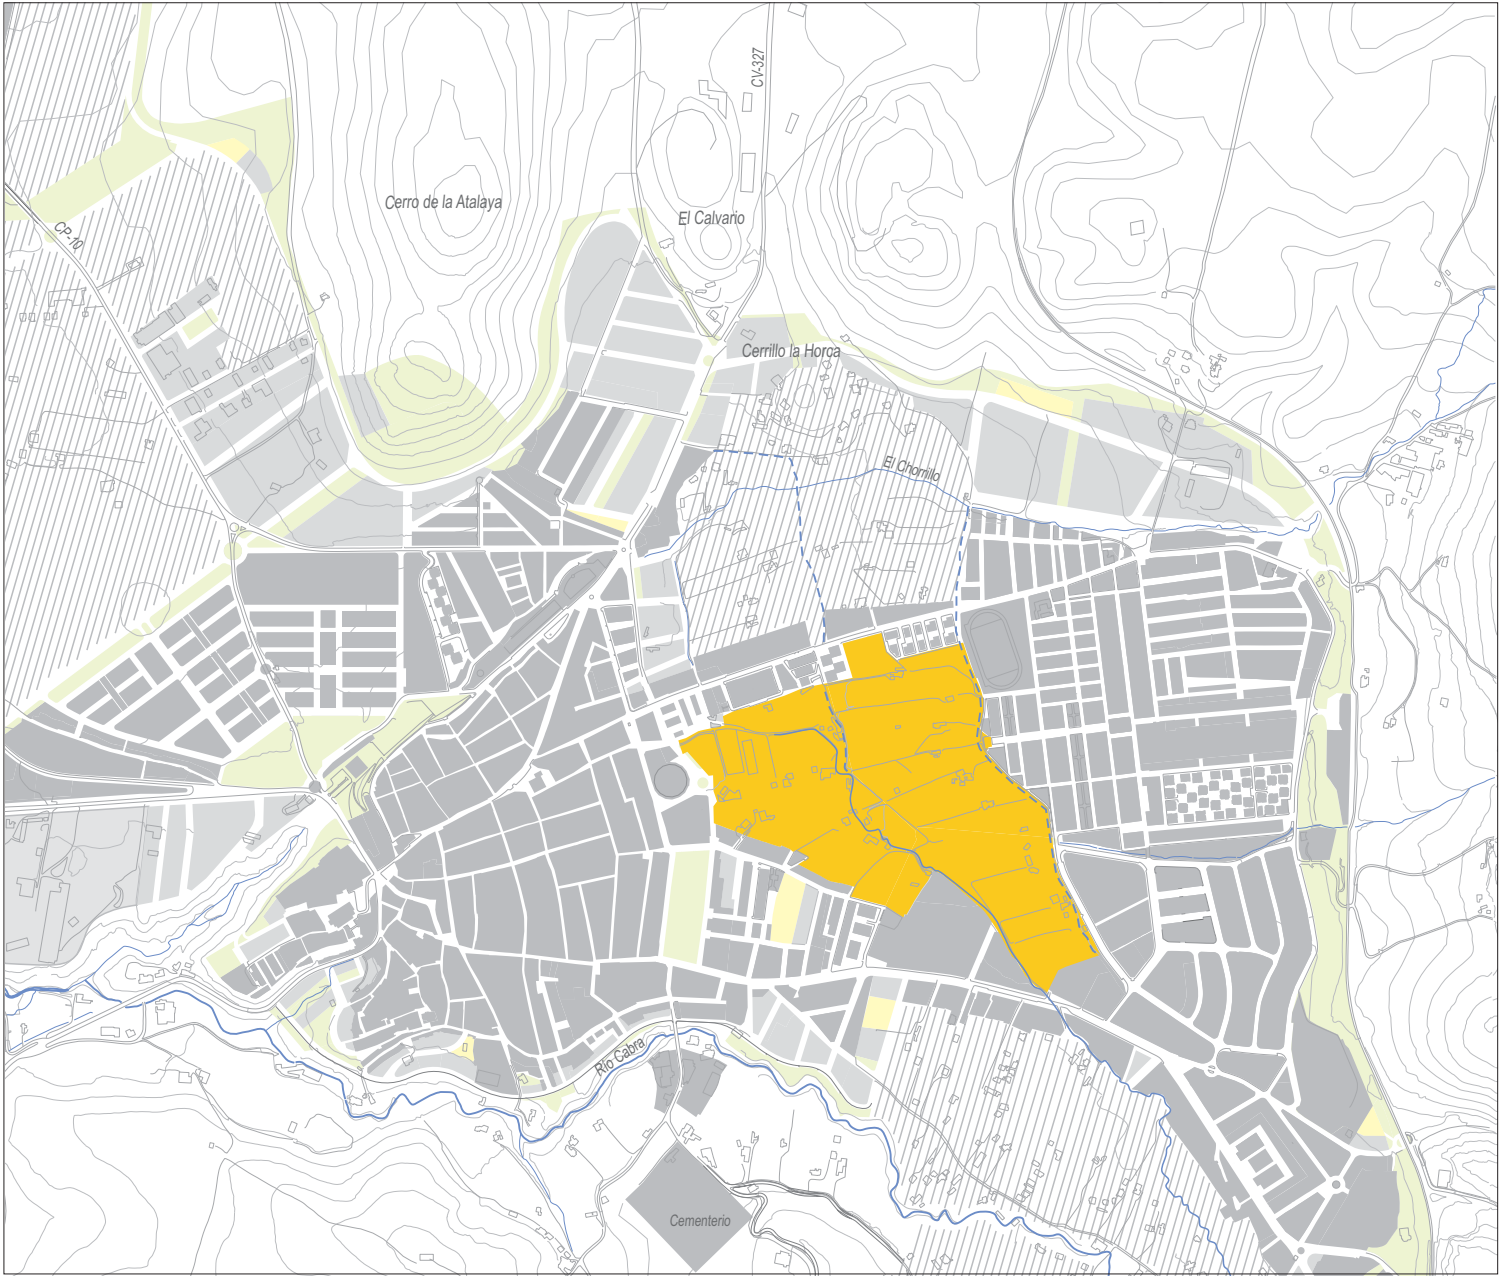 CV-327
Cerro de la Atalaya
El Calvario
CP-10
Cerrillo la Horca
El Chorrillo
Río Cabra
Cementerio